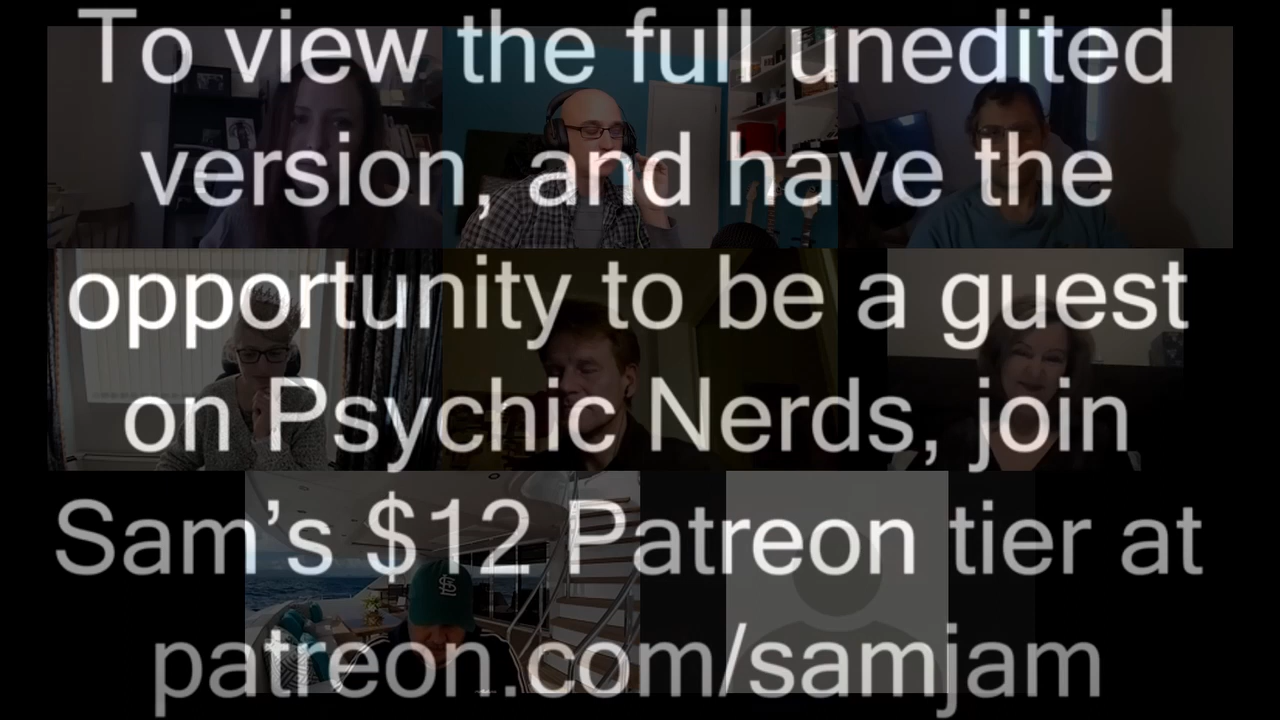 To view the full unedited
version, and have the
opportunity to be a guest
on Psychic Nerds, join
Sam’s $12 Patreon tier at
patreon.com/samjam